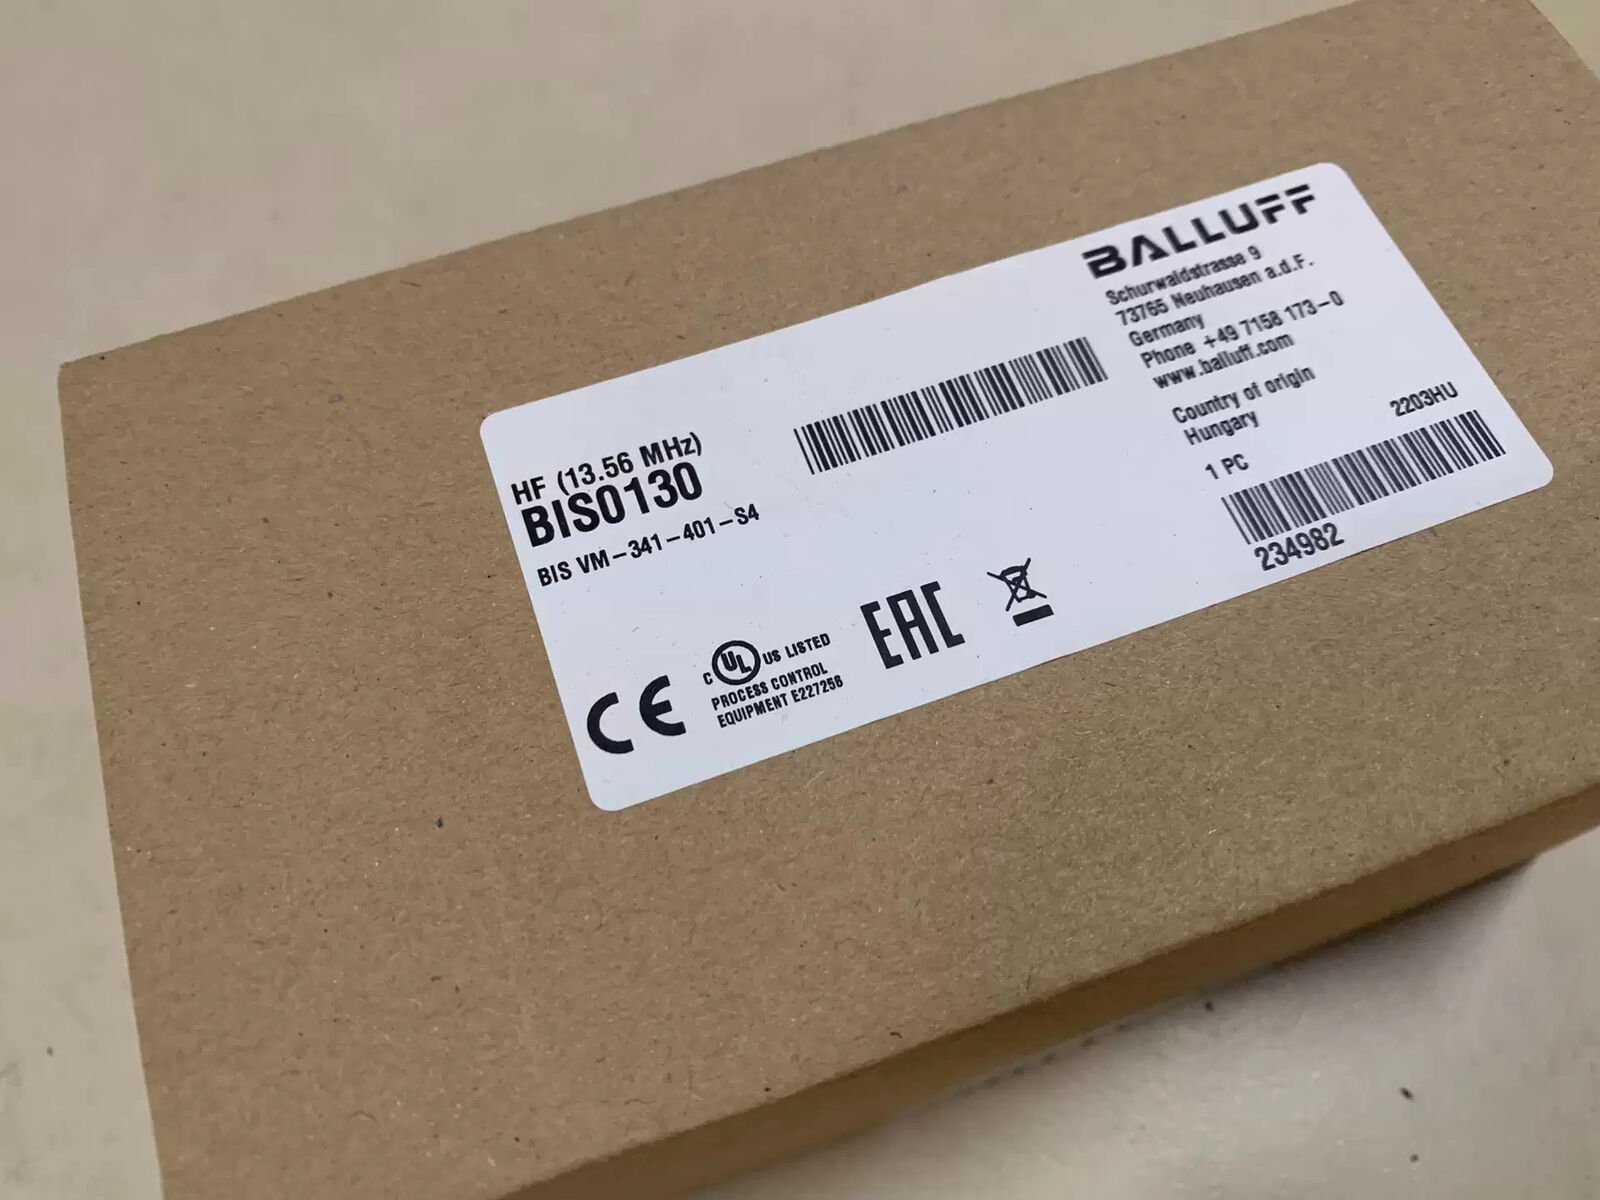 BALLUFF
Schurwaldstrasse 9
73765 Neuhausen a.d.F.
Germany
Phone +49 7158 173-0
www.balluff.com
Country of origin
Hungary
2203HU
1 PC
234982
HF (13.56 MHz)
BIS0130
BIS VM-341-401-S4
CE
C UL US LISTED
PROCESS CONTROL
EQUIPMENT E227256
EAC